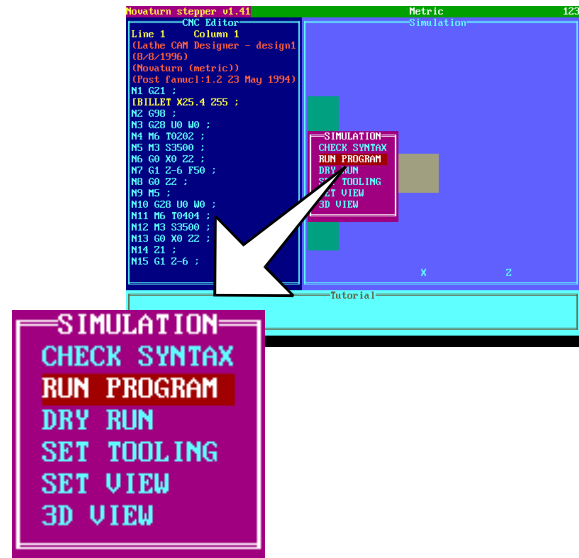 Novaturn stepper v1.41 Metric 123
CNC Editor
Simulation
Line 1 Column 1
(Lathe CAM Designer - design1
(8/8/1996)
(Novaturn (metric))
(Post fanucl:1.2 23 May 1994)
N1 G21 ;
[BILLET X25.4 Z55 ;
N2 G98 ;
N3 G28 U0 W0 ;
N4 M6 T0202 ;
N5 M3 S3500 ;
N6 G0 X0 Z2 ;
N7 G1 Z-6 F50 ;
N8 G0 Z2 ;
N9 M5 ;
N10 G28 U0 W0 ;
N11 M6 T0404 ;
N12 M3 S3500 ;
N13 G0 X0 Z2 ;
N14 Z1 ;
N15 G1 Z-6 ;
SIMULATION
CHECK SYNTAX
RUN PROGRAM
DRY RUN
TOOLING
VIEW
3D VIEW
X Z
Tutorial
SIMULATION
CHECK SYNTAX
RUN PROGRAM
DRY RUN
SET TOOLING
SET VIEW
3D VIEW